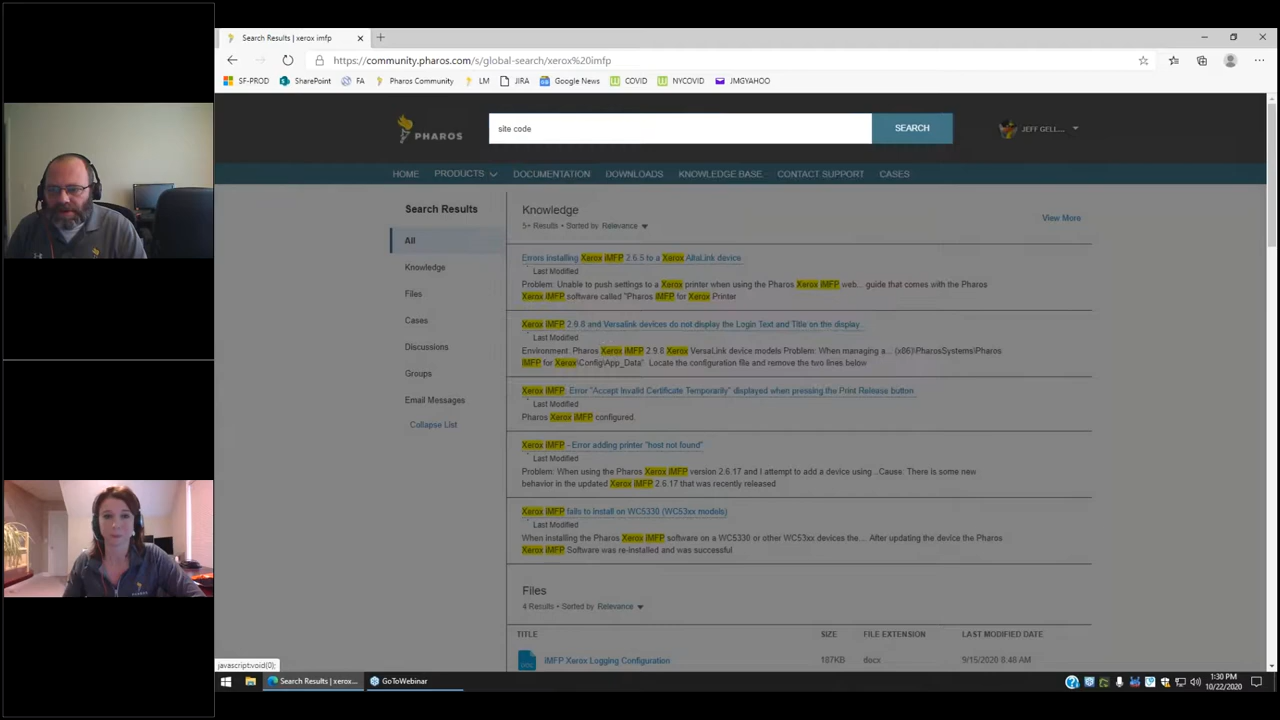 Search Results | xerox imfp
https://community.pharos.com/s/global-search/xerox%20imfp
SF-PROD SharePoint FA Pharos Community LM JIRA Google News COVID NYCOVID JMGYAHOO
PHAROS
site code
SEARCH
JEFF GELL...
HOME PRODUCTS DOCUMENTATION DOWNLOADS KNOWLEDGE BASE CONTACT SUPPORT CASES
Search Results
All
Knowledge
Files
Cases
Discussions
Groups
Email Messages
Collapse List
Knowledge
5+ Results • Sorted by Relevance
View More
Errors installing Xerox iMFP 2.6.5 to a Xerox AltaLink device
Last Modified
Problem: Unable to push settings to a Xerox printer when using the Pharos Xerox iMFP web... guide that comes with the Pharos
Xerox iMFP software called "Pharos iMFP for Xerox Printer
Xerox iMFP 2.9.8 and Versalink devices do not display the Login Text and Title on the display...
Last Modified
Environment: Pharos Xerox iMFP 2.9.8 Xerox VersaLink device models Problem: When managing a... (x86)\PharosSystems\Pharos
iMFP for Xerox\Config\App_Data" Locate the configuration file and remove the two lines below
Xerox iMFP - Error "Accept Invalid Certificate Temporarily" displayed when pressing the Print Release button
Last Modified
Pharos Xerox iMFP configured.
Xerox iMFP - Error adding printer "host not found"
Last Modified
Problem: When using the Pharos Xerox iMFP version 2.6.17 and I attempt to add a device using ...Cause: There is some new
behavior in the updated Xerox iMFP 2.6.17 that was recently released
Xerox iMFP fails to install on WC5330 (WC53xx models)
Last Modified
When installing the Pharos Xerox iMFP software on a WC5330 or other WC53xx devices the... After updating the device the Pharos
Xerox iMFP Software was re-installed and was successful
Files
4 Results • Sorted by Relevance
TITLE SIZE FILE EXTENSION LAST MODIFIED DATE
iMFP Xerox Logging Configuration 187KB docx 9/15/2020 8:48 AM
javascript:void(0);
Search Results | xerox... GoToWebinar
1:30 PM
10/22/2020